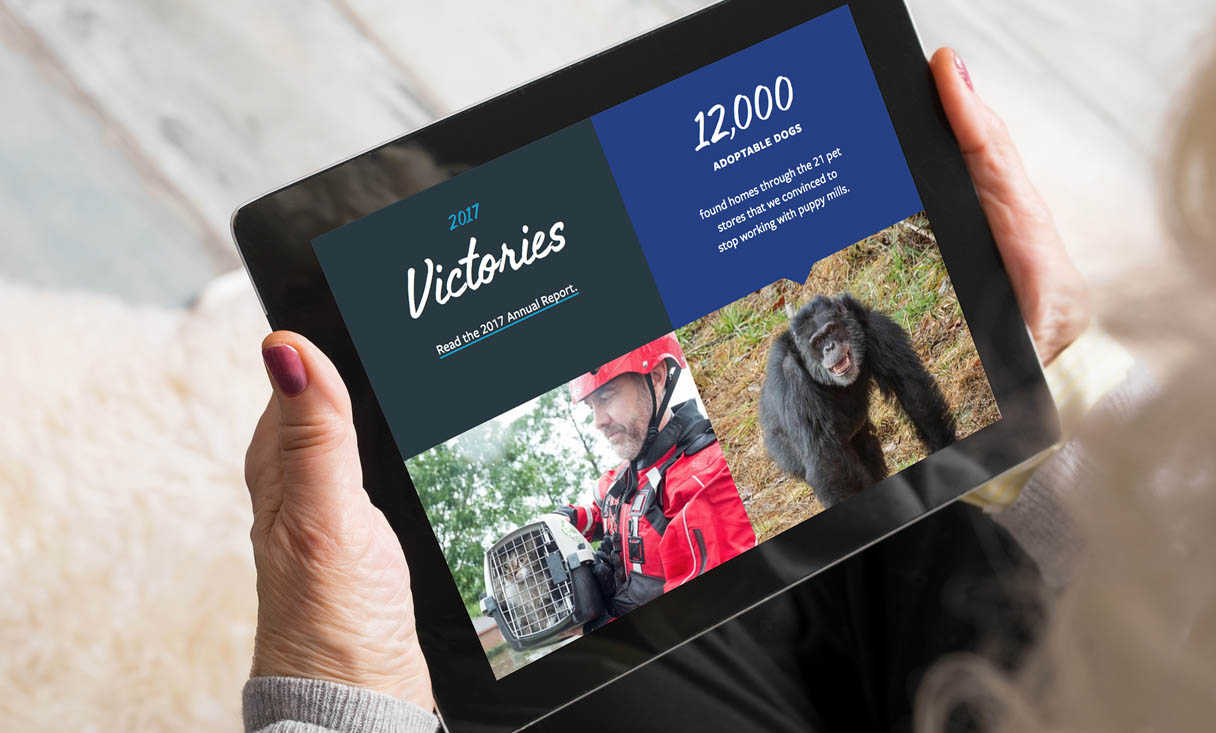 2017
Victories
Read the 2017 Annual Report.
12,000
ADOPTABLE DOGS
found homes through the 21 pet
stores that we convinced to
stop working with puppy mills.